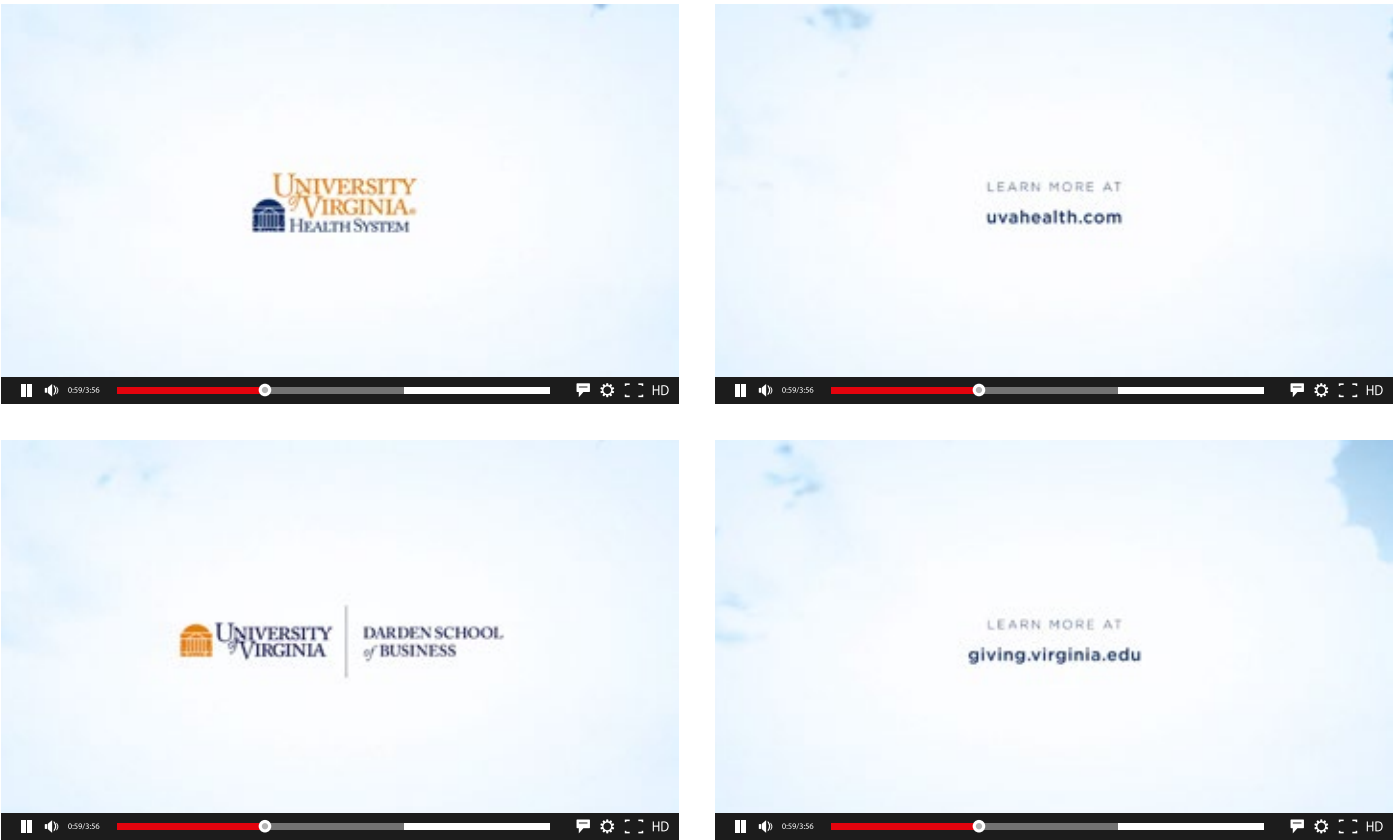 UNIVERSITY
of VIRGINIA®
HEALTH SYSTEM
0:59/3:56
HD
LEARN MORE AT
uvahealth.com
0:59/3:56
HD
UNIVERSITY
of VIRGINIA
DARDEN SCHOOL
of BUSINESS
0:59/3:56
HD
LEARN MORE AT
giving.virginia.edu
0:59/3:56
HD